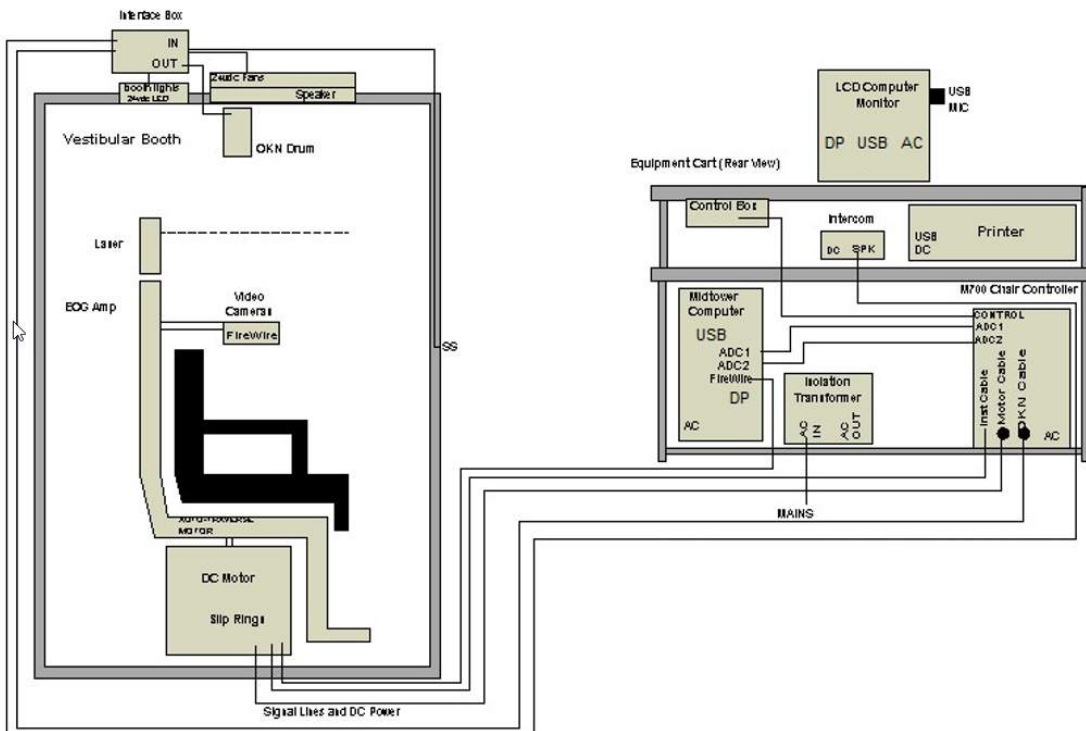 Interface Box
IN
OUT
24vdc Fans
Speaker
booth lights
24vdc LED
Vestibular Booth
OKN Drum
Laser
EOG Amp
Video
Cameras
FireWire
SS
AUTO-TRAVERSE
MOTOR
DC Motor
Slip Rings
Signal Lines and DC Power
LCD Computer
Monitor
USB
MIC
DP USB AC
Equipment Cart (Rear View)
Control Box
Intercom
DC SPK
Printer
USB
DC
M700 Chair Controller
Midtower
Computer
USB
ADC1
ADC2
FireWire
DP
AC
Isolation
Transformer
AC IN
AC OUT
MAINS
CONTROL
ADC1
ADC2
Inst Cable
Motor Cable
OKN Cable
AC